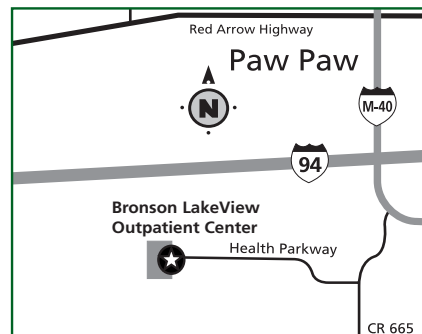 Red Arrow Highway
Paw Paw
N
M-40
94
Bronson LakeView
Outpatient Center
Health Parkway
CR 665